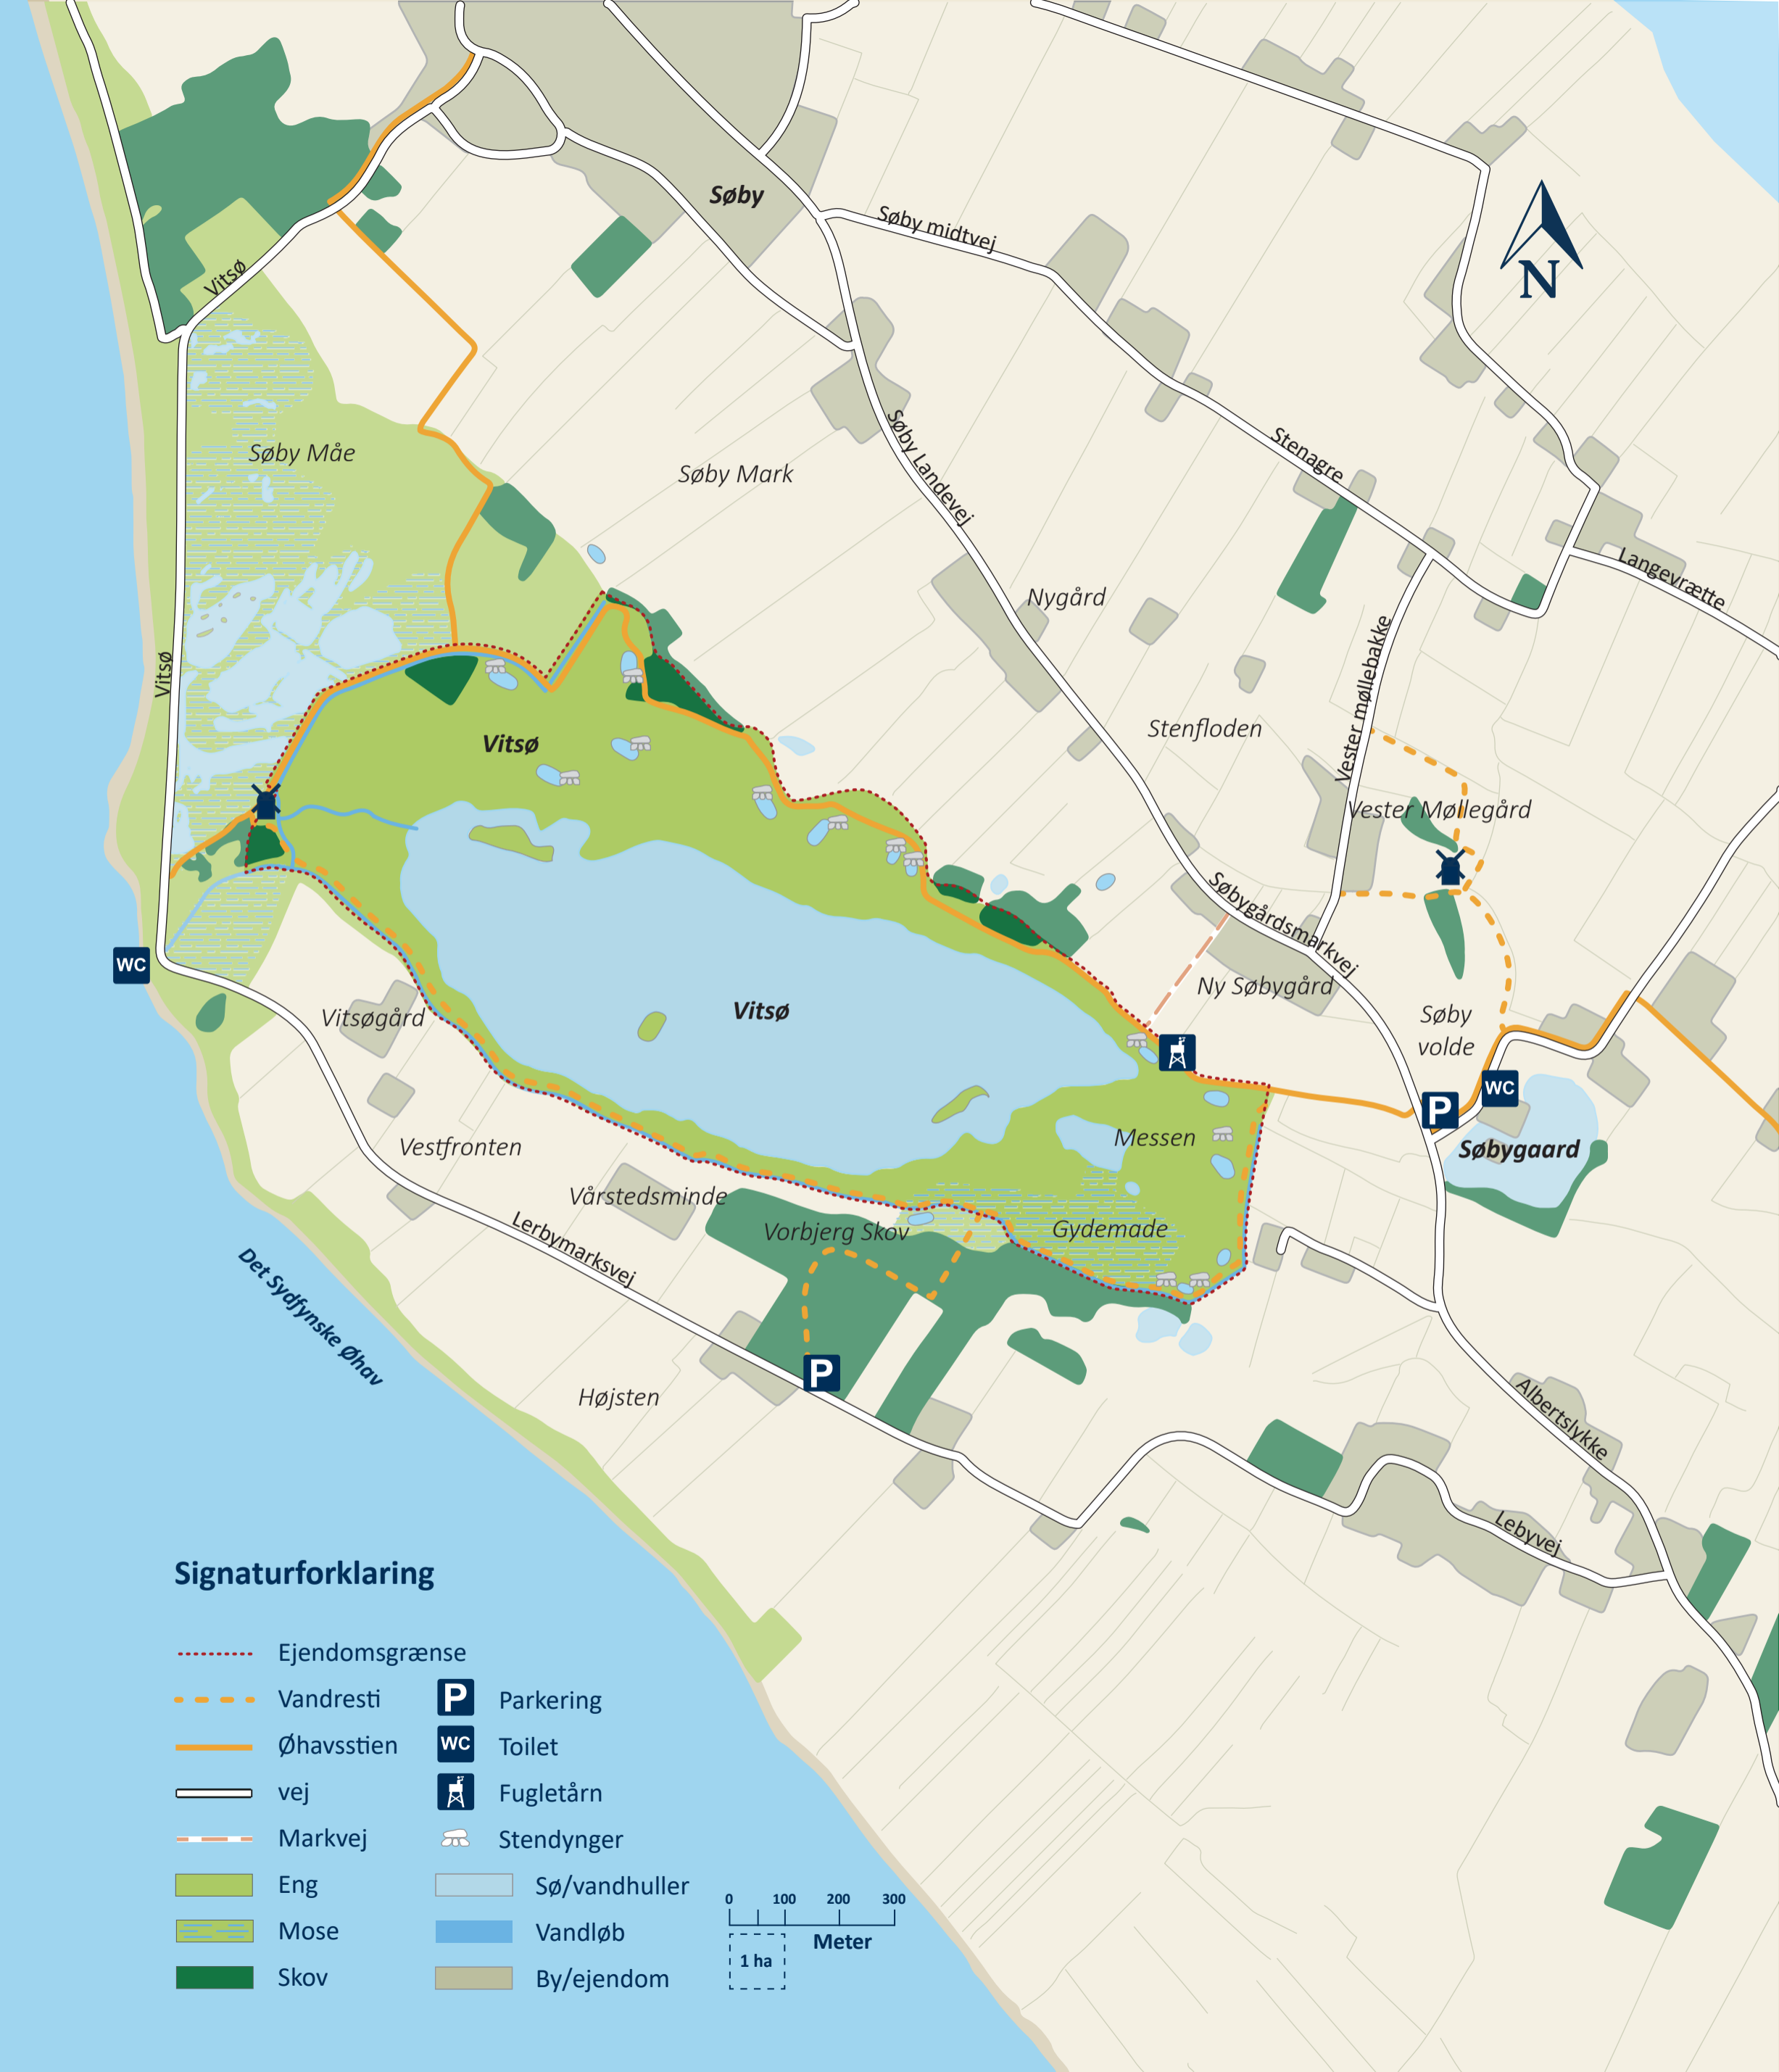 Søby
Søby midtvej
N
Vitsø
Søby Måe
Søby Mark
Søby Landevej
Stenagre
Langevrætte
Nygård
Vester møllebakke
Vitsø
Stenfloden
Vitsø
Vester Møllegård
Søbygårdsmarkvej
WC
Ny Søbygård
Vitsøgård
Vitsø
Søby
volde
WC
P
Vestfronten
Messen
Søbygaard
Vårstedsminde
Vorbjerg Skov
Gydemade
Lerbymarksvej
Det Sydfynske Øhav
P
Højsten
Albertslykke
Lebyvej
Signaturforklaring
Ejendomsgrænse
Vandresti
P Parkering
Øhavsstien
WC Toilet
vej
Fugletårn
Markvej
Stendynger
Eng
Sø/vandhuller
Mose
Vandløb
Skov
By/ejendom
0 100 200 300
Meter
1 ha